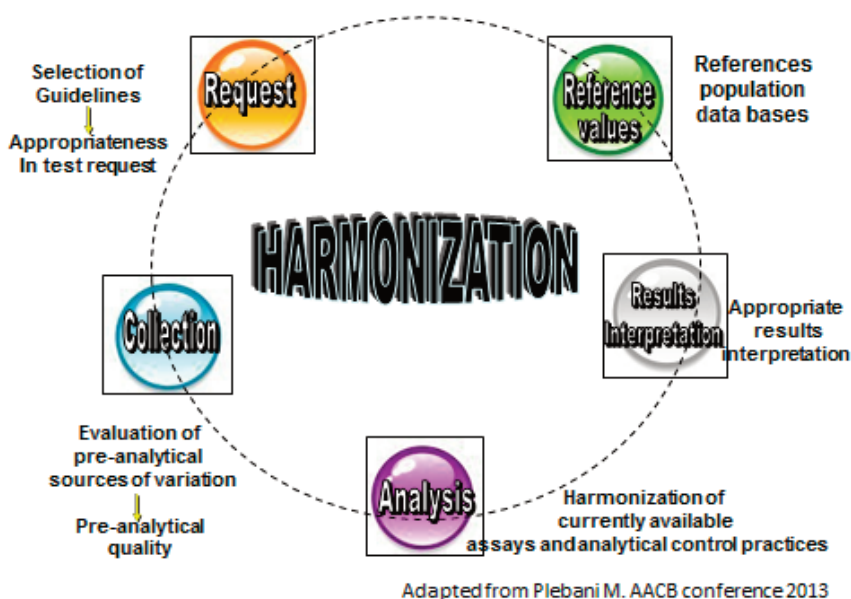 Selection of
Guidelines
Appropriateness
In test request
Request
Reference
values
References
population
data bases
HARMONIZATION
Collection
Results
Interpretation
Appropriate
results
interpretation
Evaluation of
pre-analytical
sources of variation
Pre-analytical
quality
Analysis
Harmonization of
currently available
assays and analytical control practices
Adapted from Plebani M. AACB conference 2013